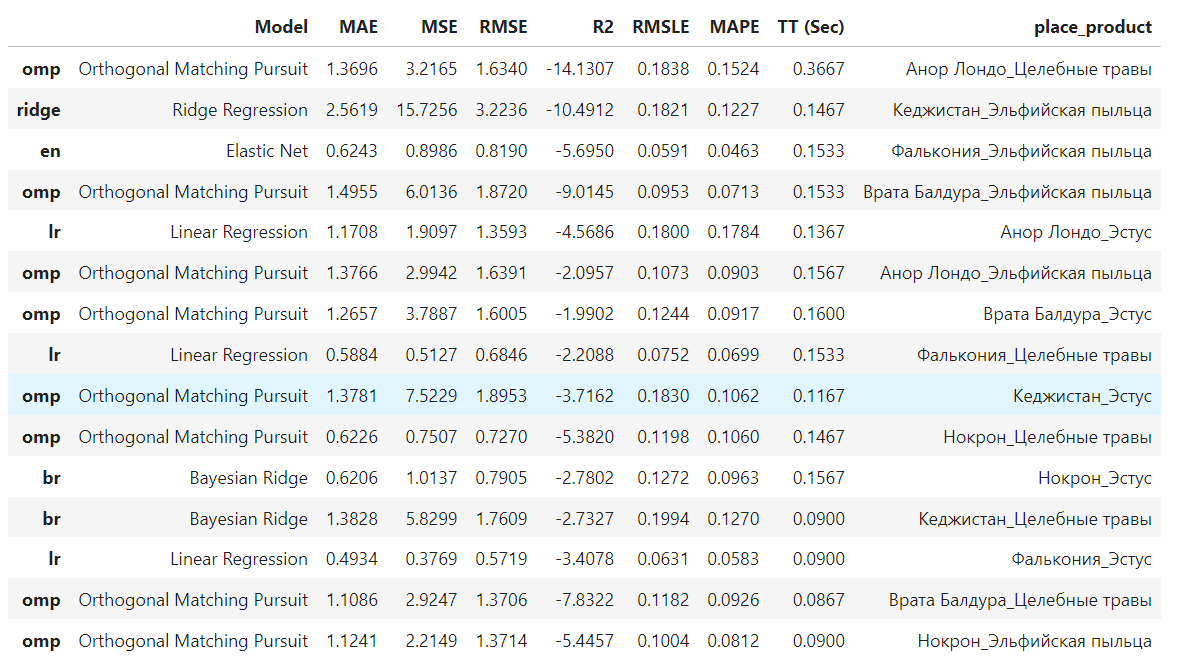 Model MAE MSE RMSE R2 RMSLE MAPE TT (Sec) place_product
omp Orthogonal Matching Pursuit 1.3696 3.2165 1.6340 -14.1307 0.1838 0.1524 0.3667 Анор Лондо_Целебные травы
ridge Ridge Regression 2.5619 15.7256 3.2236 -10.4912 0.1821 0.1227 0.1467 Кеджистан_Эльфийская пыльца
en Elastic Net 0.6243 0.8986 0.8190 -5.6950 0.0591 0.0463 0.1533 Фалькония_Эльфийская пыльца
omp Orthogonal Matching Pursuit 1.4955 6.0136 1.8720 -9.0145 0.0953 0.0713 0.1533 Врата Балдура_Эльфийская пыльца
lr Linear Regression 1.1708 1.9097 1.3593 -4.5686 0.1800 0.1784 0.1367 Анор Лондо_Эстус
omp Orthogonal Matching Pursuit 1.3766 2.9942 1.6391 -2.0957 0.1073 0.0903 0.1567 Анор Лондо_Эльфийская пыльца
omp Orthogonal Matching Pursuit 1.2657 3.7887 1.6005 -1.9902 0.1244 0.0917 0.1600 Врата Балдура_Эстус
lr Linear Regression 0.5884 0.5127 0.6846 -2.2088 0.0752 0.0699 0.1533 Фалькония_Целебные травы
omp Orthogonal Matching Pursuit 1.3781 7.5229 1.8953 -3.7162 0.1830 0.1062 0.1167 Кеджистан_Эстус
omp Orthogonal Matching Pursuit 0.6226 0.7507 0.7270 -5.3820 0.1198 0.1060 0.1467 Нокрон_Целебные травы
br Bayesian Ridge 0.6206 1.0137 0.7905 -2.7802 0.1272 0.0963 0.1567 Нокрон_Эстус
br Bayesian Ridge 1.3828 5.8299 1.7609 -2.7327 0.1994 0.1270 0.0900 Кеджистан_Целебные травы
lr Linear Regression 0.4934 0.3769 0.5719 -3.4078 0.0631 0.0583 0.0900 Фалькония_Эстус
omp Orthogonal Matching Pursuit 1.1086 2.9247 1.3706 -7.8322 0.1182 0.0926 0.0867 Врата Балдура_Целебные травы
omp Orthogonal Matching Pursuit 1.1241 2.2149 1.3714 -5.4457 0.1004 0.0812 0.0900 Нокрон_Эльфийская пыльца